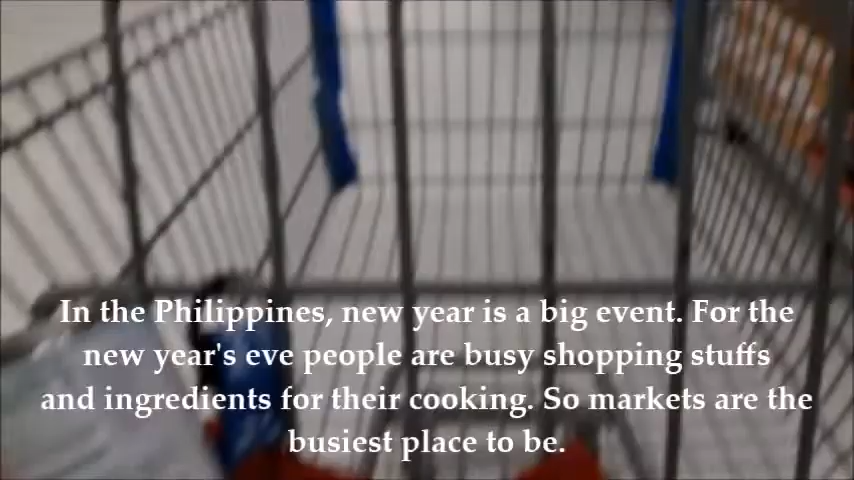 In the Philippines, new year is a big event. For the
new year's eve people are busy shopping stuffs
and ingredients for their cooking. So markets are the
busiest place to be.